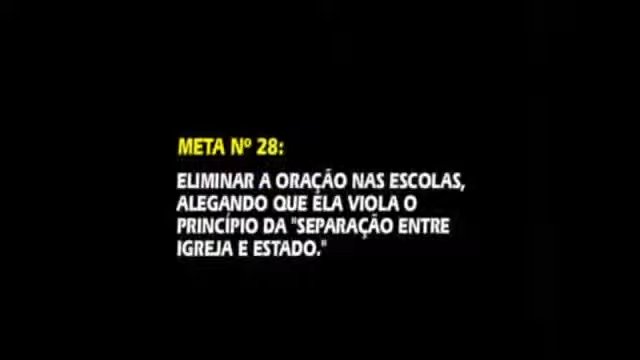 META Nº 28:
ELIMINAR A ORAÇÃO NAS ESCOLAS,
ALEGANDO QUE ELA VIOLA O
PRINCÍPIO DA "SEPARAÇÃO ENTRE
IGREJA E ESTADO."